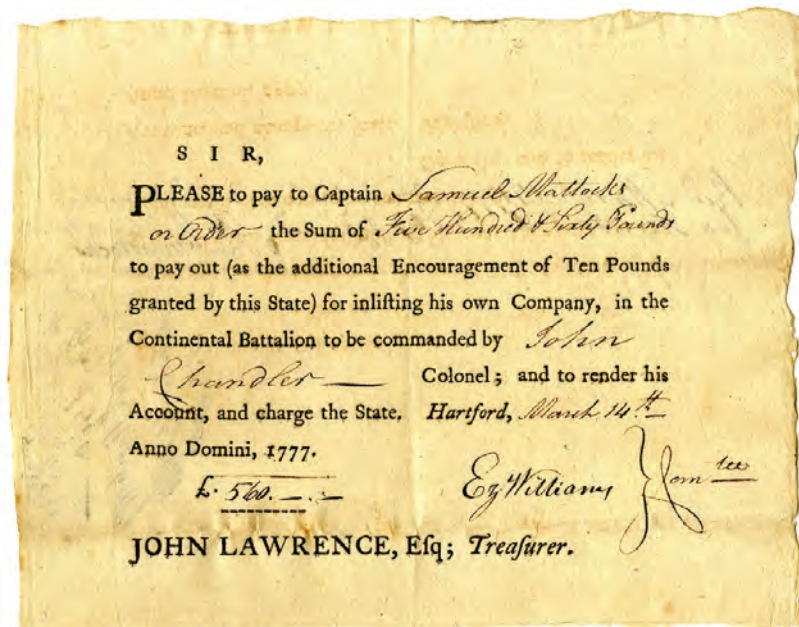 S I R,
PLEASE to pay to Captain Samuel Mattocks
or Order the Sum of Five Hundred & Sixty Pounds
to pay out (as the additional Encouragement of Ten Pounds
granted by this State) for inliſting his own Company, in the
Continental Battalion to be commanded by John
Chandler — Colonel; and to render his
Account, and charge the State. Hartford, March 14th
Anno Domini, 1777.
£. 560. —. —
Ez Williams } Comtee
JOHN LAWRENCE, Eſq; Treaſurer.